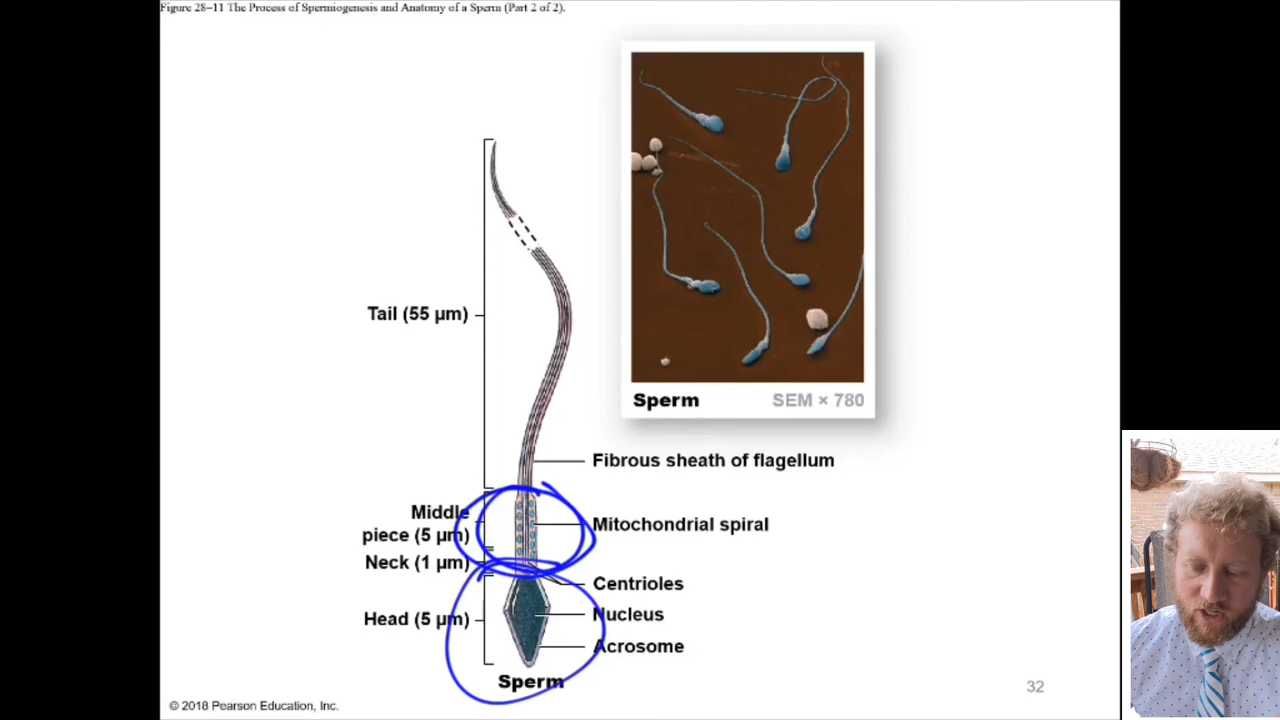 Figure 28–11 The Process of Spermiogenesis and Anatomy of a Sperm (Part 2 of 2).
Tail (55 µm)
Sperm
SEM × 780
Fibrous sheath of flagellum
Middle
piece (5 µm)
Mitochondrial spiral
Neck (1 µm)
Centrioles
Nucleus
Head (5 µm)
Acrosome
Sperm
32
© 2018 Pearson Education, Inc.